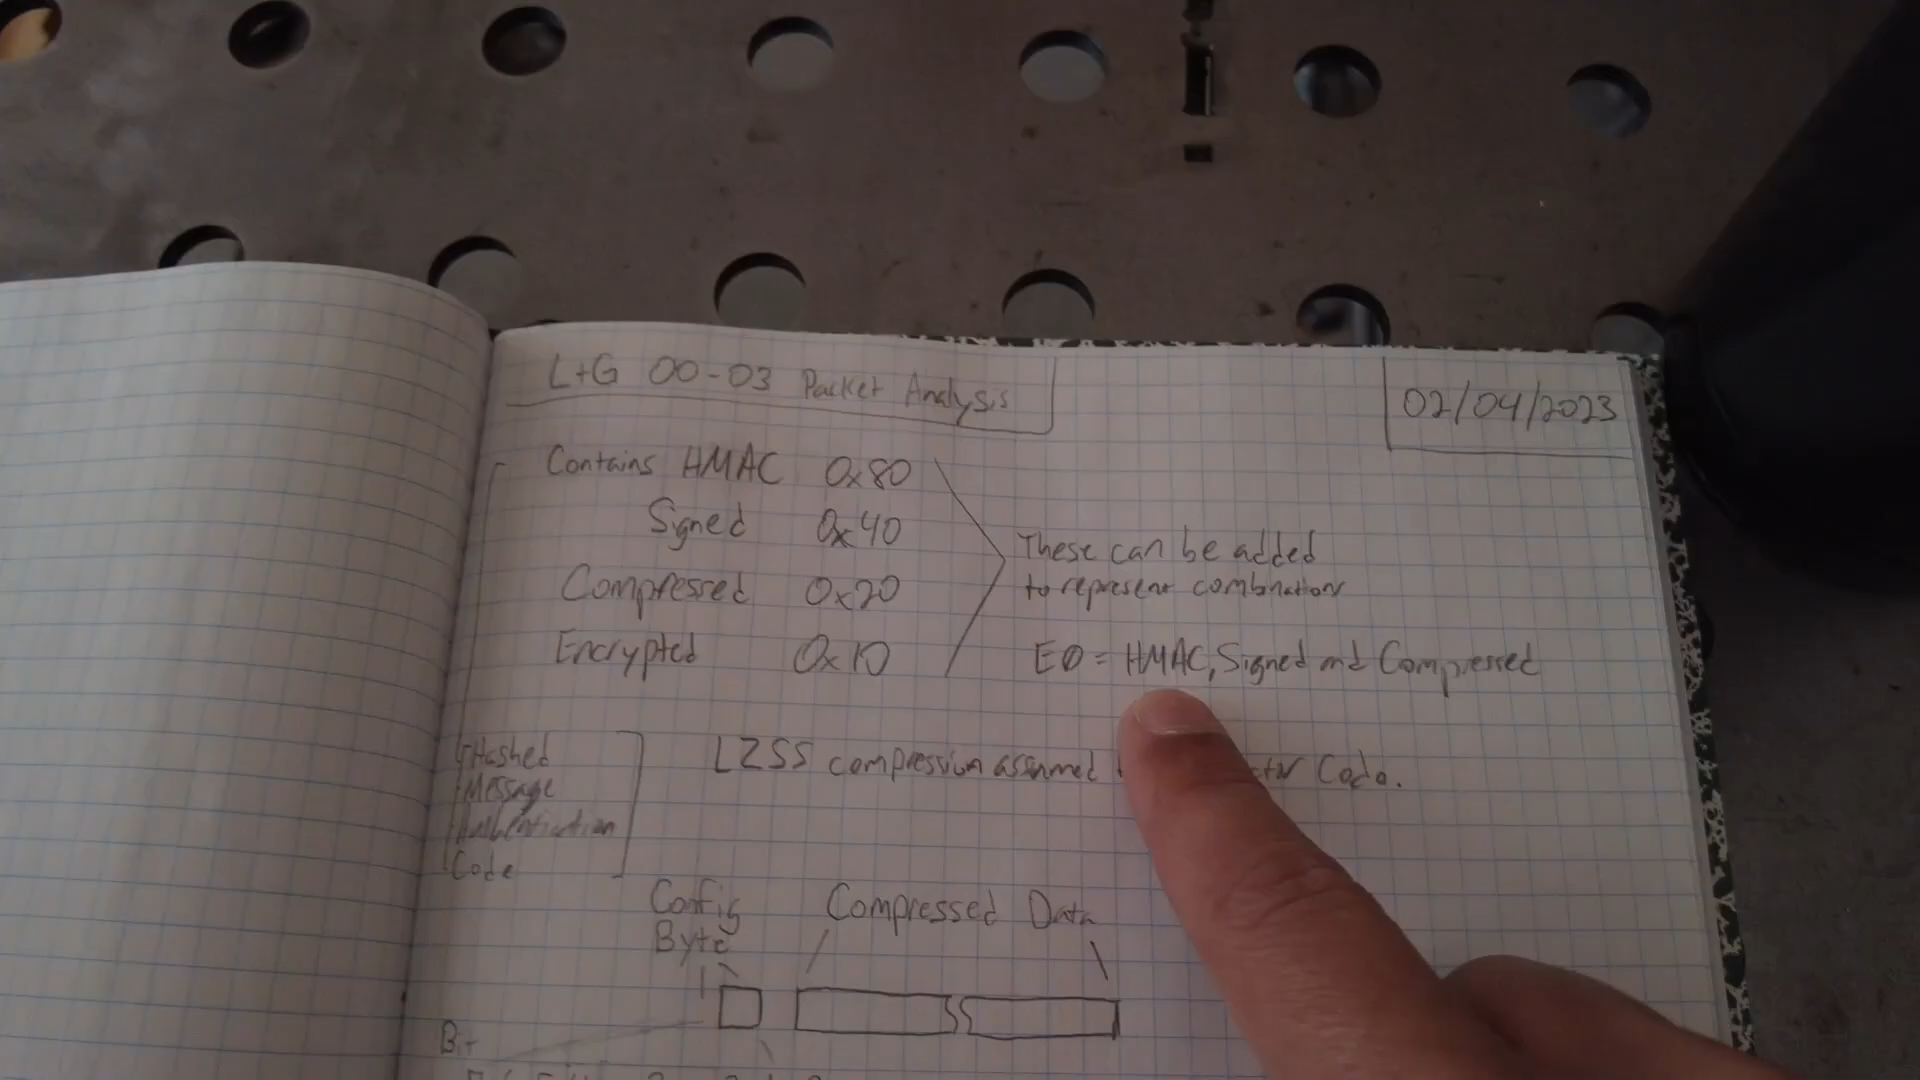 L+G 00-03 Packet Analysis
02/04/2023
Contains HMAC 0x80
Signed 0x40
Compressed 0x20
Encrypted 0x10
These can be added
to represent combinations
E0 = HMAC, Signed and Compressed
Hashed
Message
Authentication
Code
LZSS compression assumed Code.
Config
Byte
Compressed Data
Bit